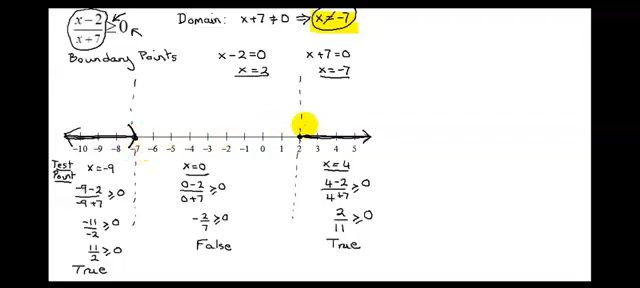 x-2/x+7 ≥0 Domain: x+7 ≠ 0 ⇒ x≠-7
Boundary Points x-2=0 x+7=0
x=2 x=-7
-10 -9 -8 -7 -6 -5 -4 -3 -2 -1 0 1 2 3 4 5
Test Point x=-9 x=0 x=4
-9-2/-9+7 ≥0 0-2/0+7 ≥0 4-2/4+7 ≥0
-11/-2 ≥0 -2/7 ≥0 2/11 ≥0
11/2 ≥0 False True
True